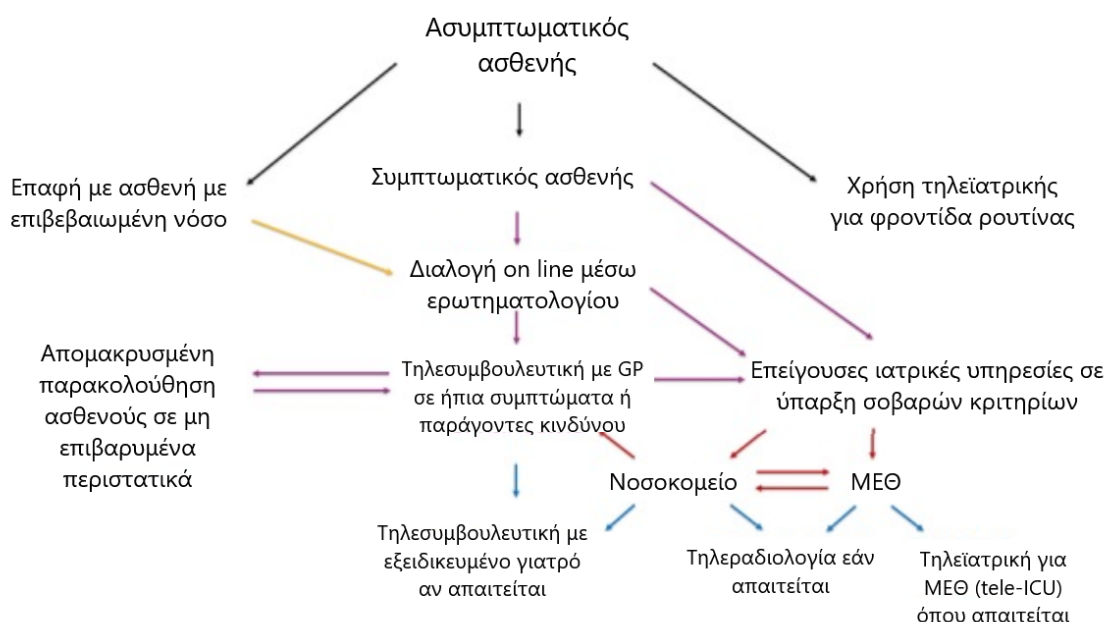 Ασυμπτωματικός
ασθενής
Επαφή με ασθενή με
επιβεβαιωμένη νόσο
Συμπτωματικός ασθενής
Χρήση τηλεϊατρικής
για φροντίδα ρουτίνας
Διαλογή on line μέσω
ερωτηματολογίου
Απομακρυσμένη
παρακολούθηση
ασθενούς σε μη
επιβαρυμένα
περιστατικά
Τηλεσυμβουλευτική με GP
σε ήπια συμπτώματα ή
παράγοντες κινδύνου
Επείγουσες ιατρικές υπηρεσίες σε
ύπαρξη σοβαρών κριτηρίων
Νοσοκομείο
ΜΕΘ
Τηλεσυμβουλευτική με
εξειδικευμένο γιατρό
αν απαιτείται
Τηλεραδιολογία εάν
απαιτείται
Τηλεϊατρική για
ΜΕΘ (tele-ICU)
όπου απαιτείται